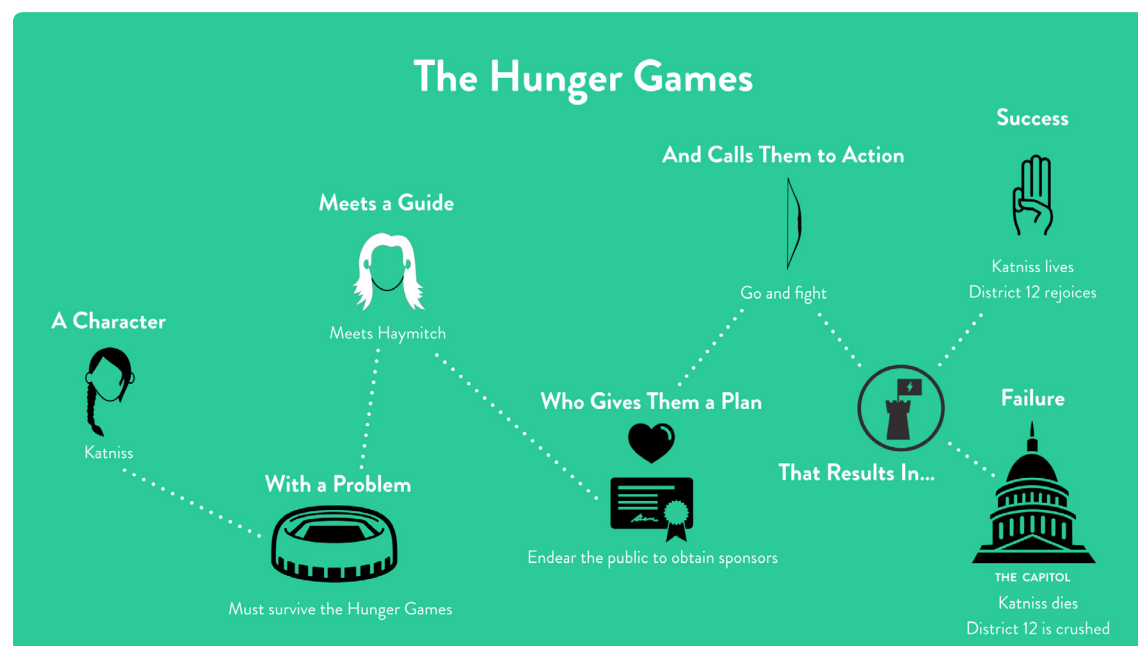 The Hunger Games
A Character
Katniss
With a Problem
Must survive the Hunger Games
Meets a Guide
Meets Haymitch
Who Gives Them a Plan
Endear the public to obtain sponsors
And Calls Them to Action
Go and fight
That Results In...
Success
Katniss lives
District 12 rejoices
Failure
THE CAPITOL
Katniss dies
District 12 is crushed